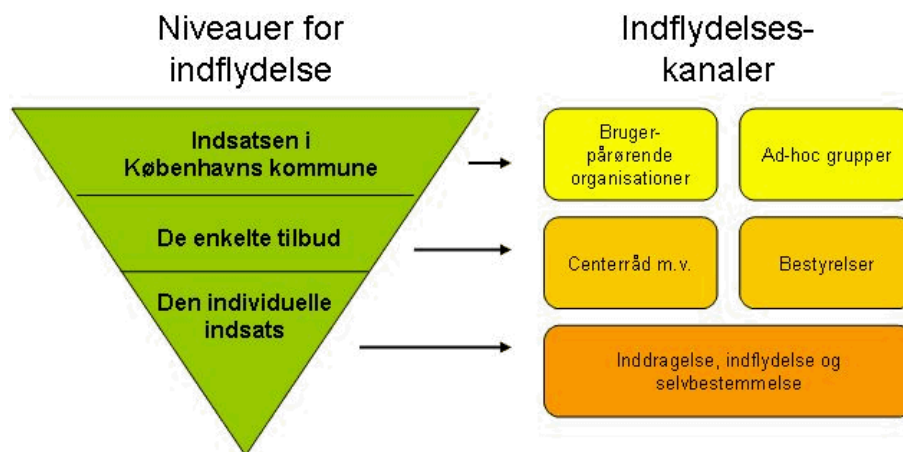 Niveauer for
indflydelse
Indsatsen i
Københavns kommune
De enkelte tilbud
Den individuelle
indsats
Indflydelses-
kanaler
Bruger-
pårørende
organisationer
Ad-hoc grupper
Centerråd m.v.
Bestyrelser
Inddragelse, indflydelse og
selvbestemmelse